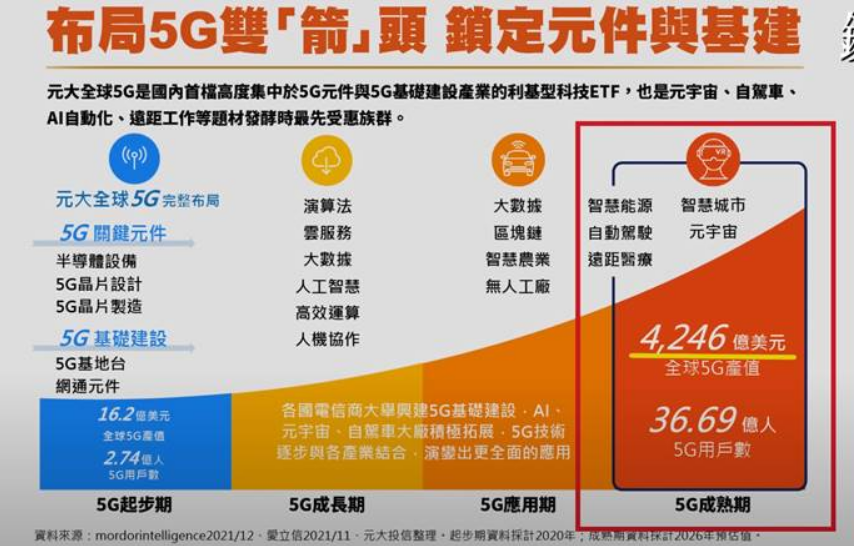 布局5G雙「箭」頭 鎖定元件與基建
元大全球5G是國內首檔高度集中於5G元件與5G基礎建設產業的利基型科技ETF，也是元宇宙、自駕車、
AI自動化、遠距工作等題材發酵時最先受惠族群。
元大全球5G完整布局
5G 關鍵元件
半導體設備
5G晶片設計
5G晶片製造
5G 基礎建設
5G基地台
網通元件
16.2億美元
全球5G產值
2.74億人
5G用戶數
5G起步期
演算法
雲服務
大數據
人工智慧
高效運算
人機協作
各國電信商大舉興建5G基礎建設．AI、
元宇宙、自駕車大廠積極拓展．5G技術
逐步與各產業結合．演變出更全面的應用
5G成長期
大數據
區塊鏈
智慧農業
無人工廠
5G應用期
VR
智慧能源 智慧城市
自動駕駛 元宇宙
遠距醫療
4,246 億美元
全球5G產值
36.69 億人
5G用戶數
5G成熟期
資料來源：mordorintelligence2021/12、愛立信2021/11、元大投信整理。起步期資料採計2020年；成熟期資料採計2026年預估值。